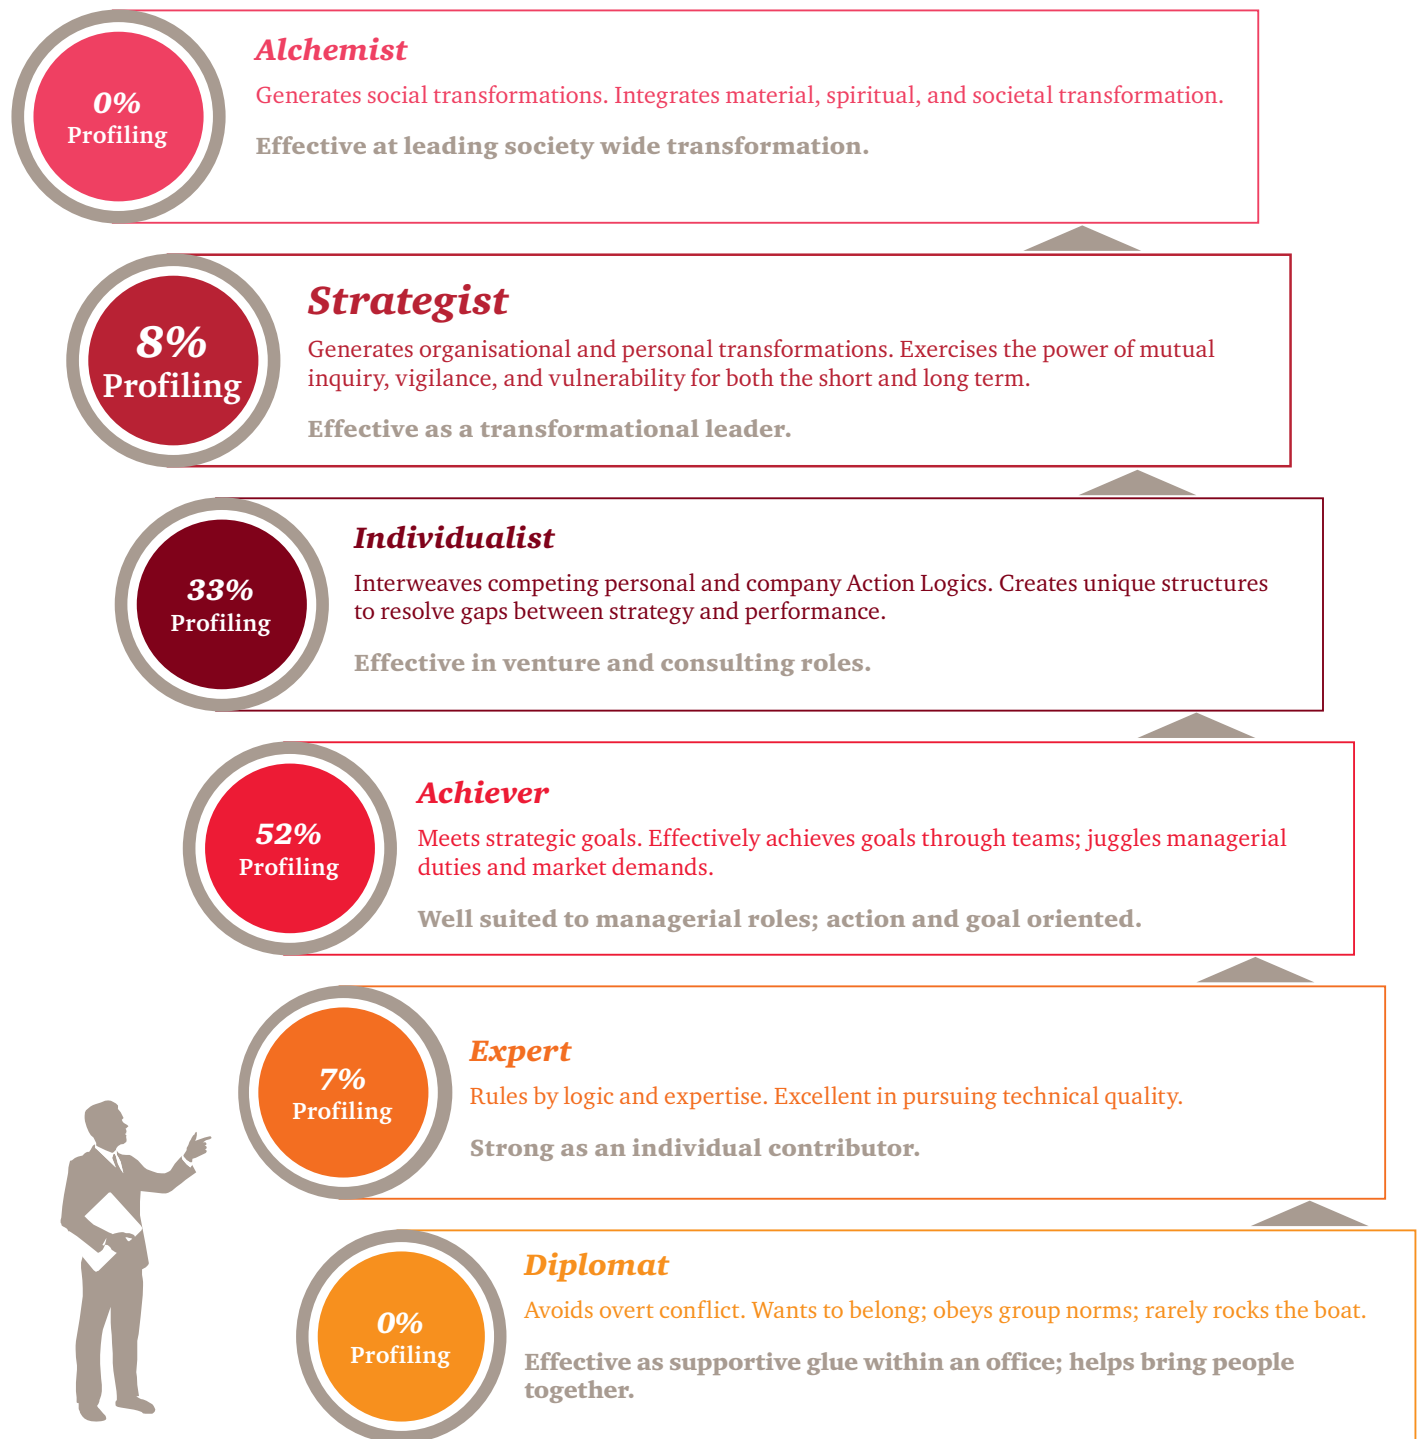 0%
Profiling
Alchemist
Generates social transformations. Integrates material, spiritual, and societal transformation.
Effective at leading society wide transformation.
8%
Profiling
Strategist
Generates organisational and personal transformations. Exercises the power of mutual
inquiry, vigilance, and vulnerability for both the short and long term.
Effective as a transformational leader.
33%
Profiling
Individualist
Interweaves competing personal and company Action Logics. Creates unique structures
to resolve gaps between strategy and performance.
Effective in venture and consulting roles.
52%
Profiling
Achiever
Meets strategic goals. Effectively achieves goals through teams; juggles managerial
duties and market demands.
Well suited to managerial roles; action and goal oriented.
7%
Profiling
Expert
Rules by logic and expertise. Excellent in pursuing technical quality.
Strong as an individual contributor.
0%
Profiling
Diplomat
Avoids overt conflict. Wants to belong; obeys group norms; rarely rocks the boat.
Effective as supportive glue within an office; helps bring people
together.